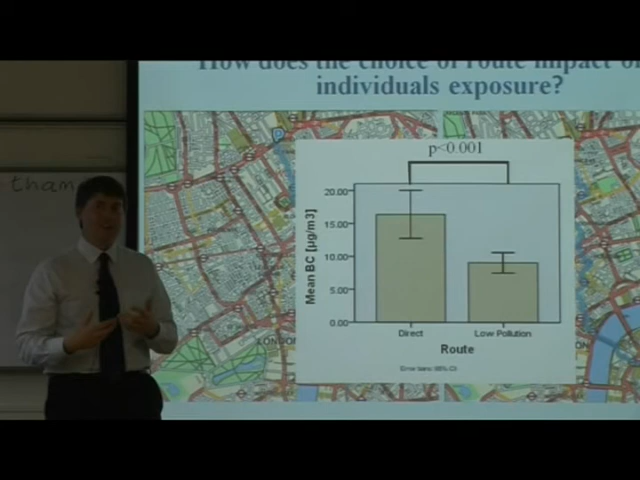 How does the choice of route impact o
individuals exposure?
tham
p<0.001
Mean BC [µg/m3]
20.00
15.00
10.00
5.00
0.00
Direct
Low Pollution
Route
Error bars: 95% CI
LONDON